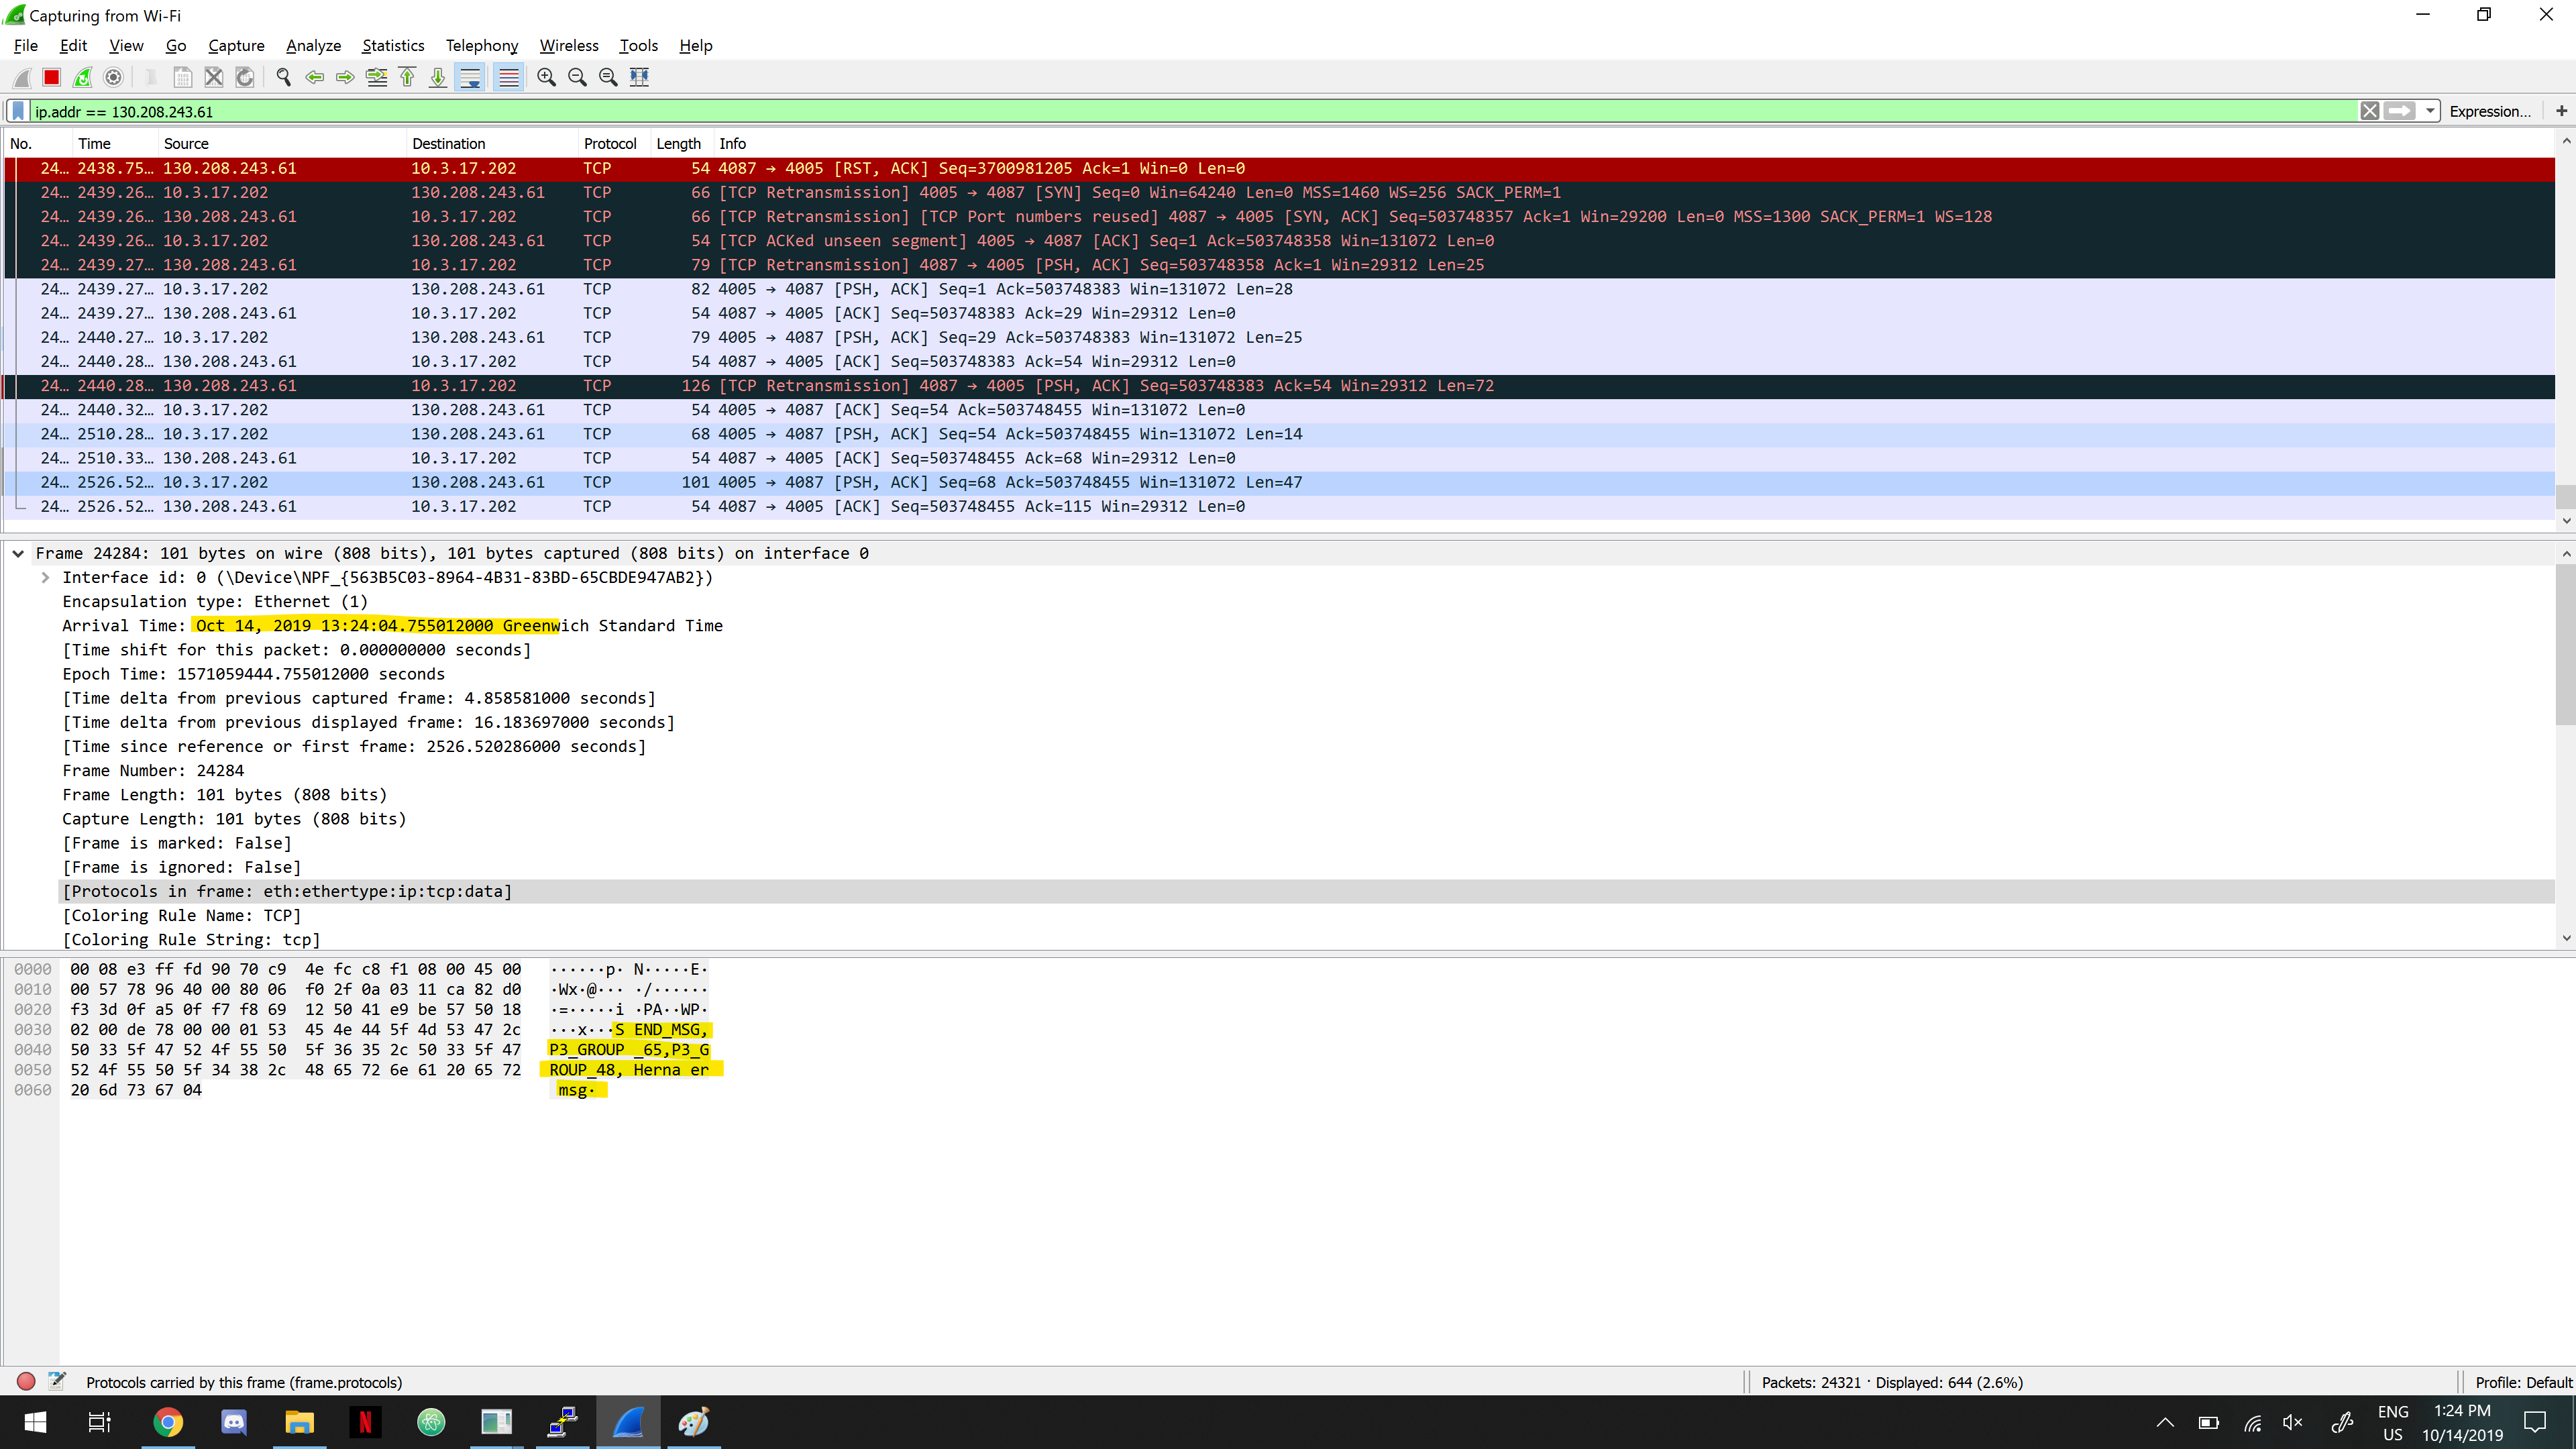 Capturing from Wi-Fi
File Edit View Go Capture Analyze Statistics Telephony Wireless Tools Help
ip.addr == 130.208.243.61 Expression... +
No. Time Source Destination Protocol Length Info
24... 2438.75... 130.208.243.61 10.3.17.202 TCP 54 4087 → 4005 [RST, ACK] Seq=3700981205 Ack=1 Win=0 Len=0
24... 2439.26... 10.3.17.202 130.208.243.61 TCP 66 [TCP Retransmission] 4005 → 4087 [SYN] Seq=0 Win=64240 Len=0 MSS=1460 WS=256 SACK_PERM=1
24... 2439.26... 130.208.243.61 10.3.17.202 TCP 66 [TCP Retransmission] [TCP Port numbers reused] 4087 → 4005 [SYN, ACK] Seq=503748357 Ack=1 Win=29200 Len=0 MSS=1300 SACK_PERM=1 WS=128
24... 2439.26... 10.3.17.202 130.208.243.61 TCP 54 [TCP ACKed unseen segment] 4005 → 4087 [ACK] Seq=1 Ack=503748358 Win=131072 Len=0
24... 2439.27... 130.208.243.61 10.3.17.202 TCP 79 [TCP Retransmission] 4087 → 4005 [PSH, ACK] Seq=503748358 Ack=1 Win=29312 Len=25
24... 2439.27... 10.3.17.202 130.208.243.61 TCP 82 4005 → 4087 [PSH, ACK] Seq=1 Ack=503748383 Win=131072 Len=28
24... 2439.27... 130.208.243.61 10.3.17.202 TCP 54 4087 → 4005 [ACK] Seq=503748383 Ack=29 Win=29312 Len=0
24... 2440.27... 10.3.17.202 130.208.243.61 TCP 79 4005 → 4087 [PSH, ACK] Seq=29 Ack=503748383 Win=131072 Len=25
24... 2440.28... 130.208.243.61 10.3.17.202 TCP 54 4087 → 4005 [ACK] Seq=503748383 Ack=54 Win=29312 Len=0
24... 2440.28... 130.208.243.61 10.3.17.202 TCP 126 [TCP Retransmission] 4087 → 4005 [PSH, ACK] Seq=503748383 Ack=54 Win=29312 Len=72
24... 2440.32... 10.3.17.202 130.208.243.61 TCP 54 4005 → 4087 [ACK] Seq=54 Ack=503748455 Win=131072 Len=0
24... 2510.28... 10.3.17.202 130.208.243.61 TCP 68 4005 → 4087 [PSH, ACK] Seq=54 Ack=503748455 Win=131072 Len=14
24... 2510.33... 130.208.243.61 10.3.17.202 TCP 54 4087 → 4005 [ACK] Seq=503748455 Ack=68 Win=29312 Len=0
24... 2526.52... 10.3.17.202 130.208.243.61 TCP 101 4005 → 4087 [PSH, ACK] Seq=68 Ack=503748455 Win=131072 Len=47
24... 2526.52... 130.208.243.61 10.3.17.202 TCP 54 4087 → 4005 [ACK] Seq=503748455 Ack=115 Win=29312 Len=0
Frame 24284: 101 bytes on wire (808 bits), 101 bytes captured (808 bits) on interface 0
Interface id: 0 (\Device\NPF_{563B5C03-8964-4B31-83BD-65CBDE947AB2})
Encapsulation type: Ethernet (1)
Arrival Time: Oct 14, 2019 13:24:04.755012000 Greenwich Standard Time
[Time shift for this packet: 0.000000000 seconds]
Epoch Time: 1571059444.755012000 seconds
[Time delta from previous captured frame: 4.858581000 seconds]
[Time delta from previous displayed frame: 16.183697000 seconds]
[Time since reference or first frame: 2526.520286000 seconds]
Frame Number: 24284
Frame Length: 101 bytes (808 bits)
Capture Length: 101 bytes (808 bits)
[Frame is marked: False]
[Frame is ignored: False]
[Protocols in frame: eth:ethertype:ip:tcp:data]
[Coloring Rule Name: TCP]
[Coloring Rule String: tcp]
0000 00 08 e3 ff fd 90 70 c9 4e fc c8 f1 08 00 45 00 ······p· N·····E·
0010 00 57 78 96 40 00 80 06 f0 2f 0a 03 11 ca 82 d0 ·Wx·@··· ·/······
0020 f3 3d 0f a5 0f f7 f8 69 12 50 41 e9 be 57 50 18 ·=·····i ·PA··WP·
0030 02 00 de 78 00 00 01 53 45 4e 44 5f 4d 53 47 2c ···x···S END_MSG,
0040 50 33 5f 47 52 4f 55 50 5f 36 35 2c 50 33 5f 47 P3_GROUP _65,P3_G
0050 52 4f 55 50 5f 34 38 2c 48 65 72 6e 61 20 65 72 ROUP_48, Herna er
0060 20 6d 73 67 04 msg·
Protocols carried by this frame (frame.protocols) Packets: 24321 · Displayed: 644 (2.6%) Profile: Default
ENG 1:24 PM
US 10/14/2019